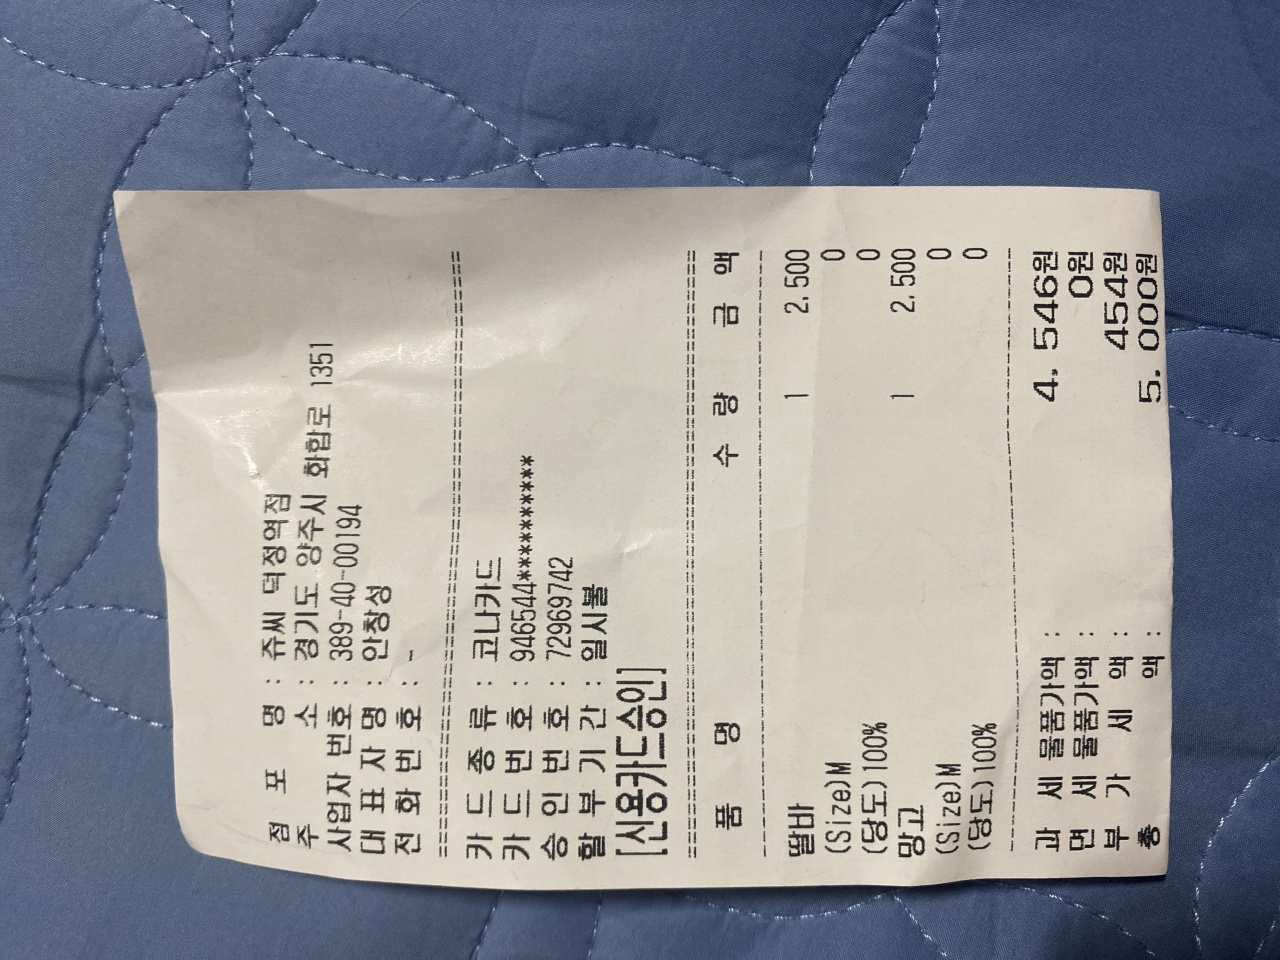 점 포 명 : 쥬씨 덕정역점
주 소 : 경기도 양주시 화합로 1351
사업자 번호 : 389-40-00194
대 표 자 명 : 안창성
전 화 번 호 : -
카 드 종 류 : 코나카드
카 드 번 호 : 946544**********
승 인 번 호 : 72969742
할 부 기 간 : 일시불
[신용카드승인]
품 명 수 량 금 액
딸바 1 2,500
(Size)M 0
(당도)100% 0
망고 1 2,500
(Size)M 0
(당도)100% 0
과 세 물품가액 : 4,546원
면 세 물품가액 : 0원
부 가 세 액 : 454원
총 액 : 5,000원